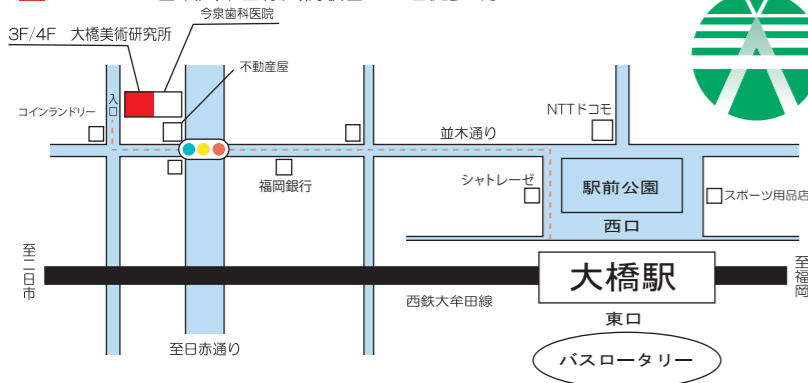 今泉歯科医院
3F/4F 大橋美術研究所
不動産屋
入口
コインランドリー
NTTドコモ
並木通り
福岡銀行
シャトレーゼ
駅前公園
スポーツ用品店
西口
至二日市
大橋駅
至福岡
西鉄大牟田線
東口
至日赤通り
バスロータリー